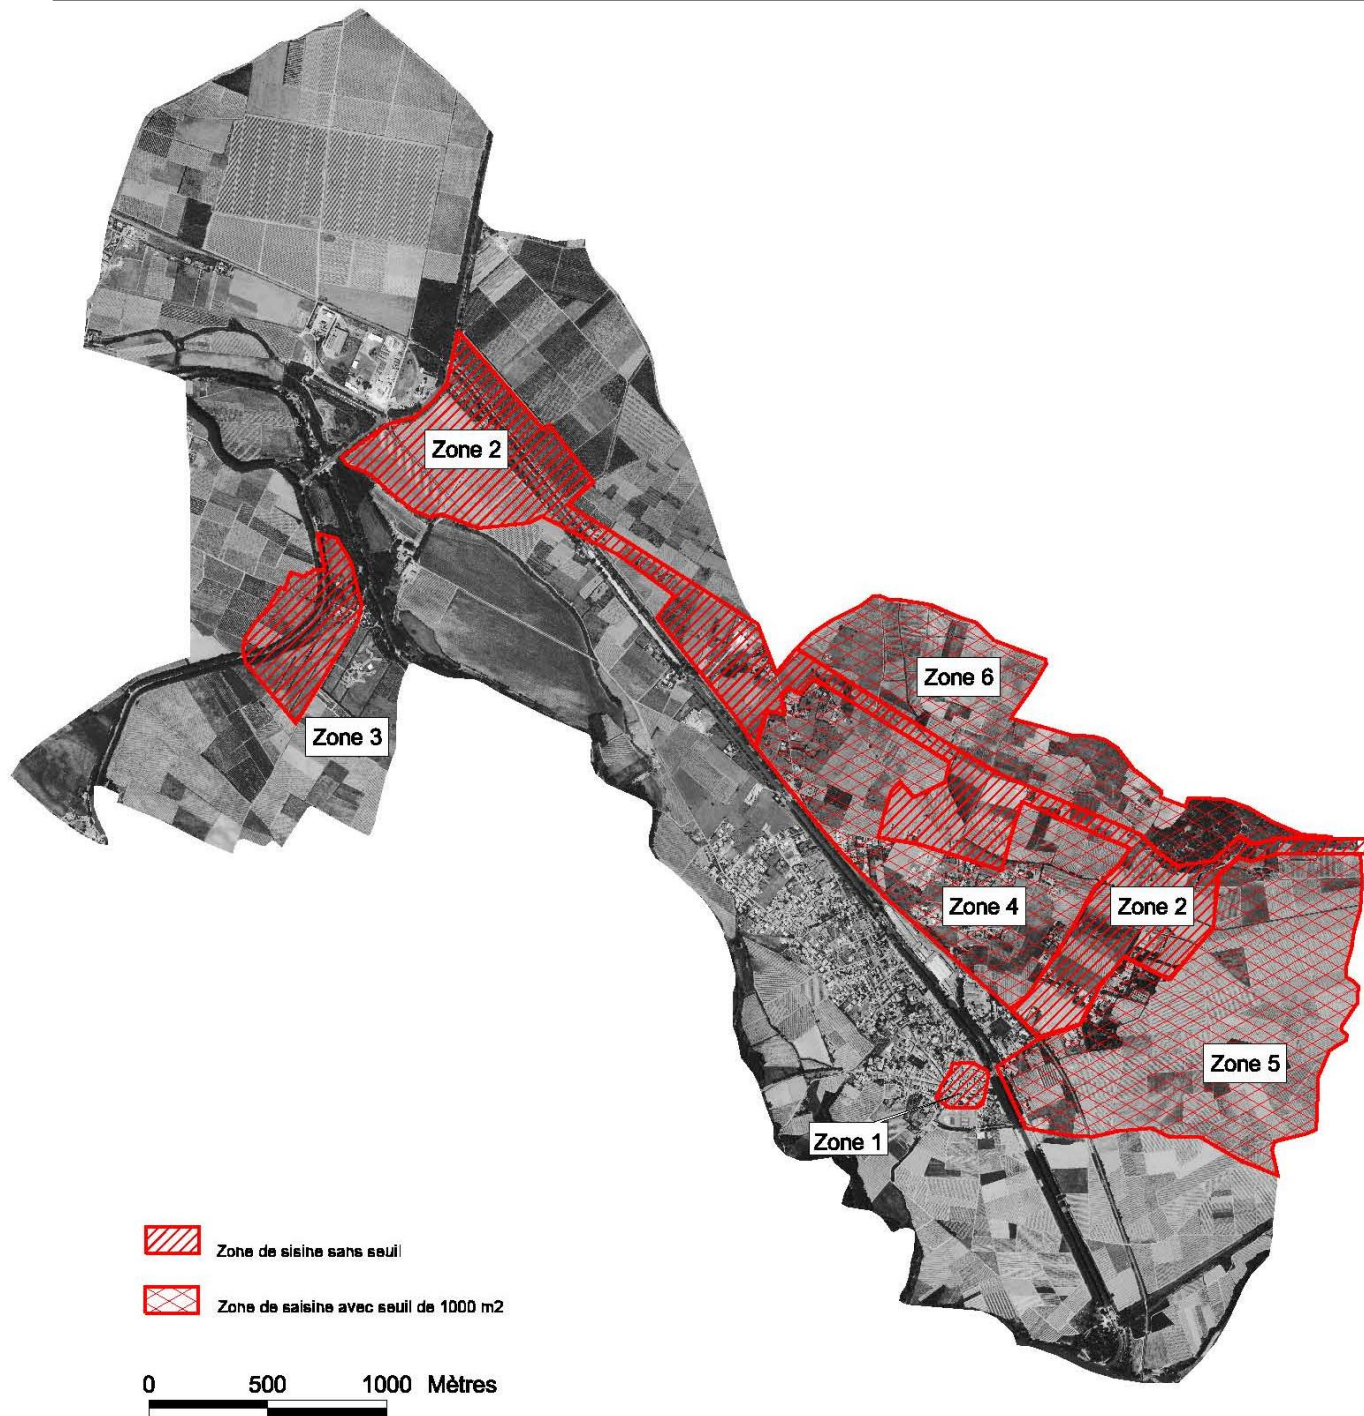 Zone 2
Zone 6
Zone 3
Zone 4
Zone 2
Zone 5
Zone 1
Zone de sisine sans seuil
Zone de saisine avec seuil de 1000 m2
0 500 1000 Mètres